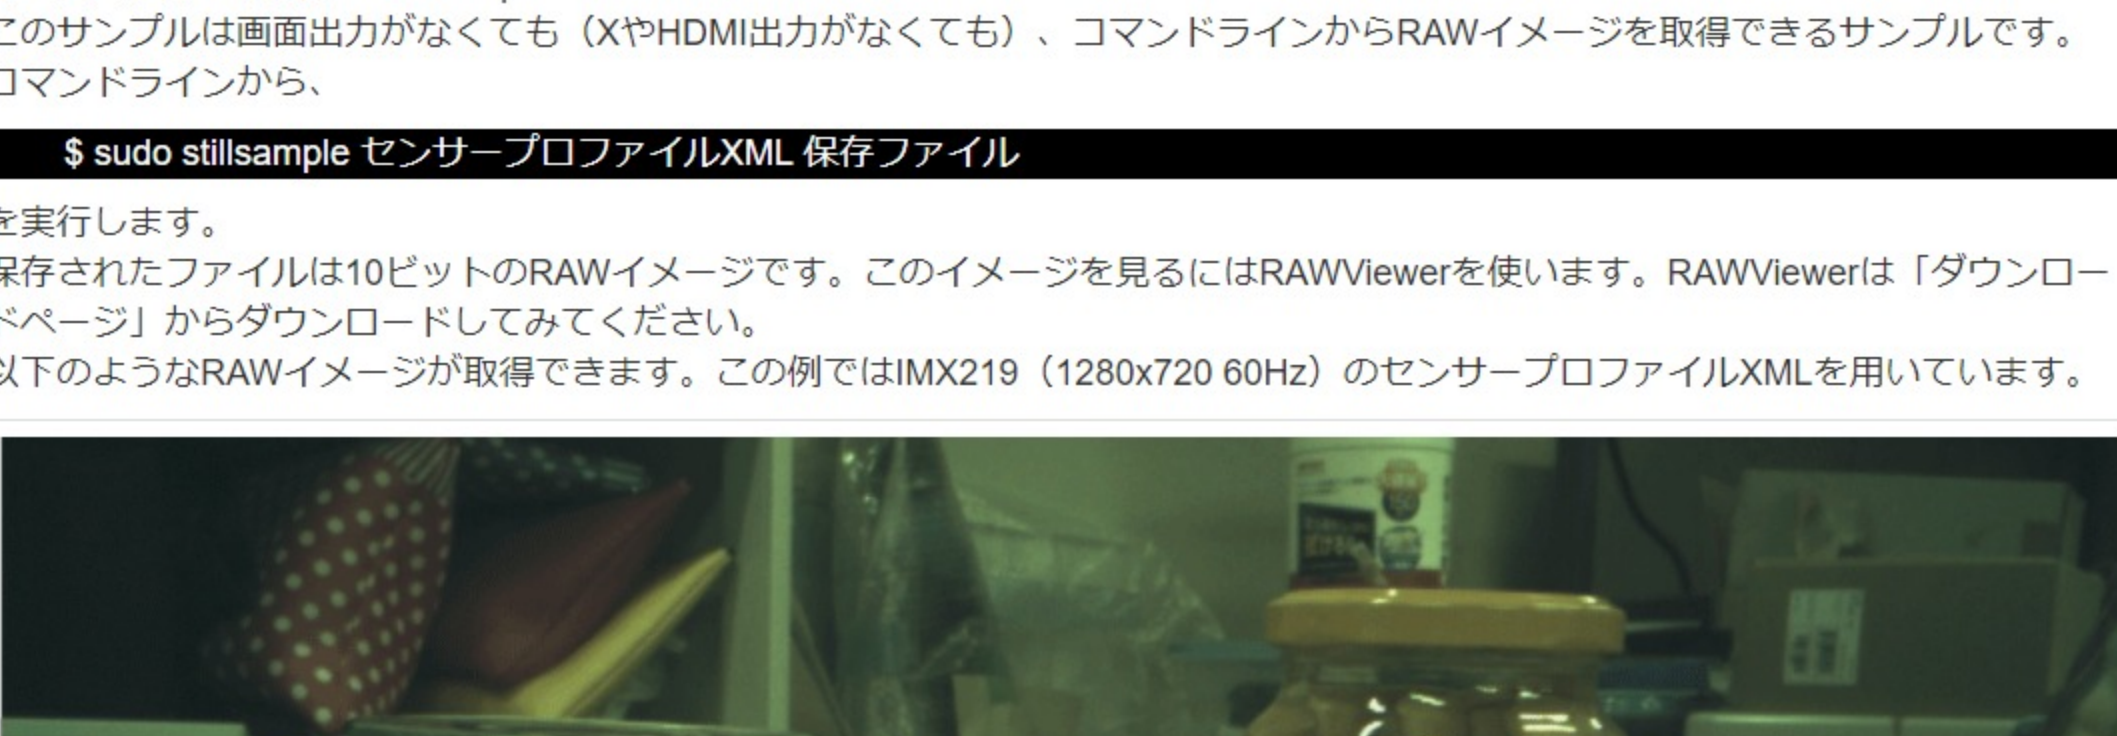 このサンプルは画面出力がなくても（XやHDMI出力がなくても）、コマンドラインからRAWイメージを取得できるサンプルです。
コマンドラインから、
$ sudo stillsample センサープロファイルXML 保存ファイル
を実行します。
保存されたファイルは10ビットのRAWイメージです。このイメージを見るにはRAWViewerを使います。RAWViewerは「ダウンロー
ドページ」からダウンロードしてみてください。
以下のようなRAWイメージが取得できます。この例ではIMX219（1280x720 60Hz）のセンサープロファイルXMLを用いています。